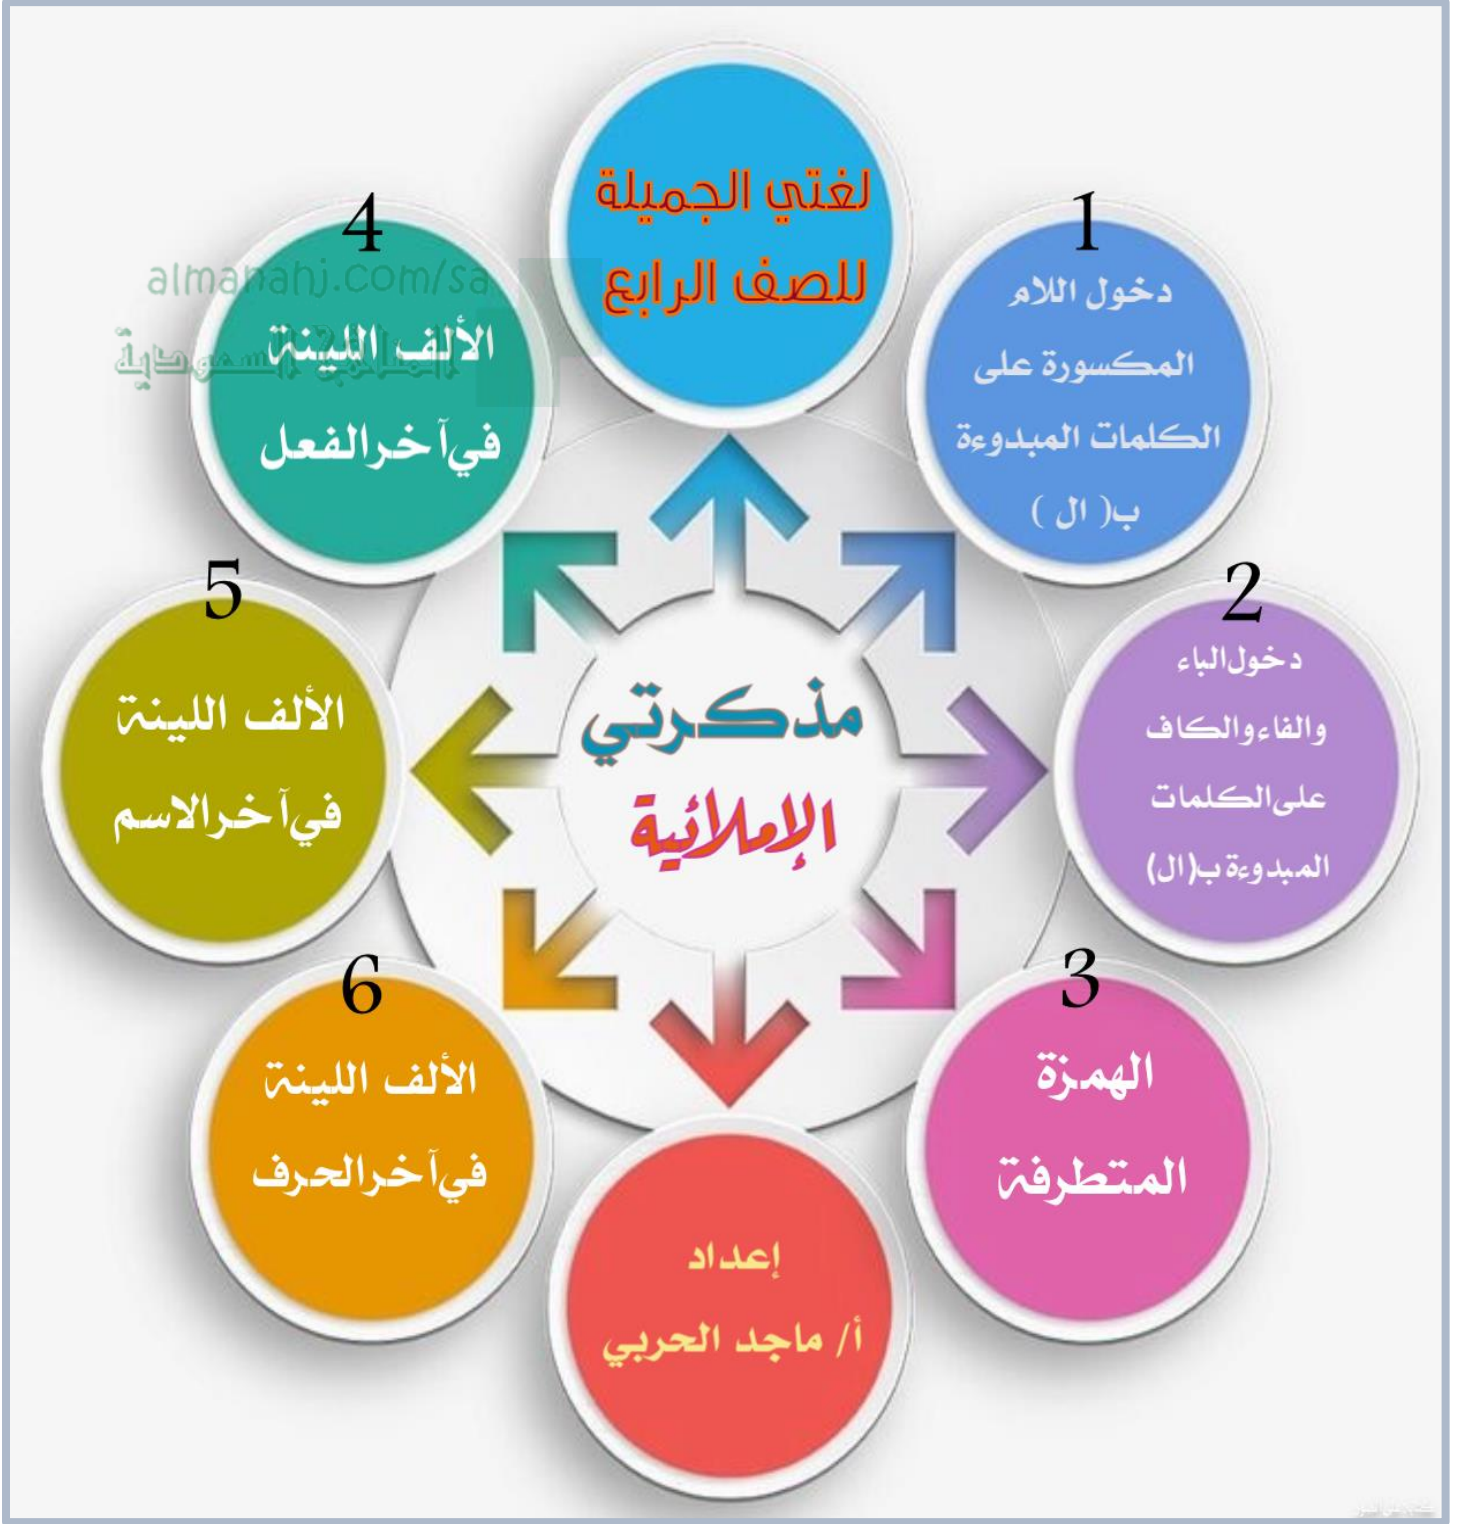 لغتي الجميلة
للصف الرابع
1
دخول اللام
المكسورة على
الكلمات المبدوءة
ب( ال )
2
دخول الباء
والفاء والكاف
على الكلمات
المبدوءة ب(ال)
3
الهمزة
المتطرفة
4
almanahj.com/sa
المناهج السعودية
الألف اللينة
في آخر الفعل
5
الألف اللينة
في آخر الاسم
6
الألف اللينة
في آخر الحرف
مذكرتي
الإملائية
إعداد
أ/ ماجد الحربي